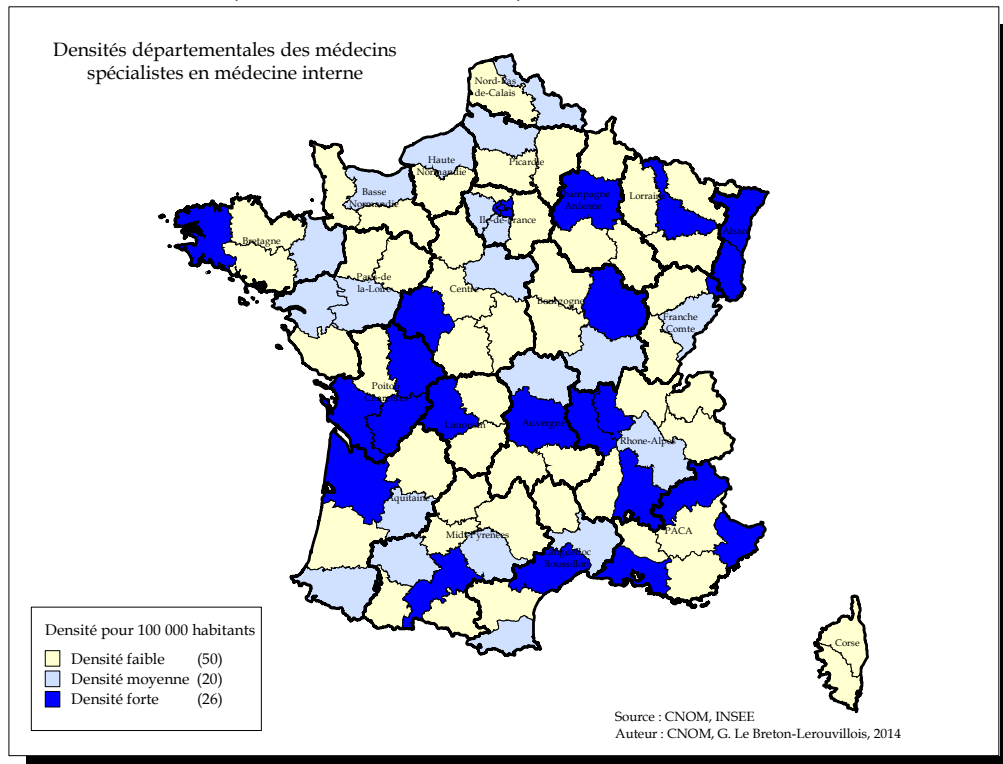 Densités départementales des médecins
spécialistes en médecine interne
Nord-Pas
de-Calais
Haute
Normandie
Picardie
Basse
Normandie
Ile-de-France
Champagne
Ardenne
Lorraine
Alsace
Bretagne
Pays-de
la-Loire
Centre
Bourgogne
Franche
Comte
Poitou
Charentes
Limousin
Auvergne
Rhone-Alpes
Aquitaine
Midi-Pyrenees
Languedoc
Roussillon
PACA
Corse
Densité pour 100 000 habitants
Densité faible (50)
Densité moyenne (20)
Densité forte (26)
Source : CNOM, INSEE
Auteur : CNOM, G. Le Breton-Lerouvillois, 2014